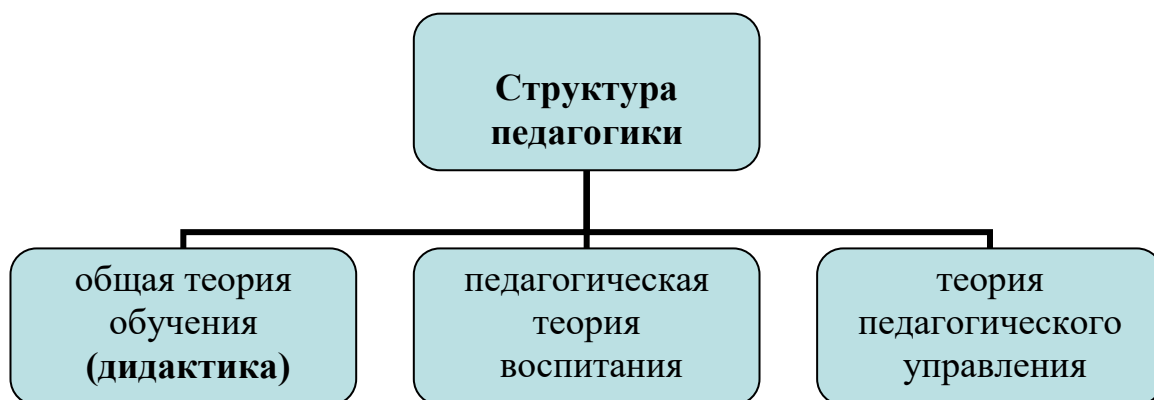 Структура
педагогики
общая теория
обучения
(дидактика)
педагогическая
теория
воспитания
теория
педагогического
управления